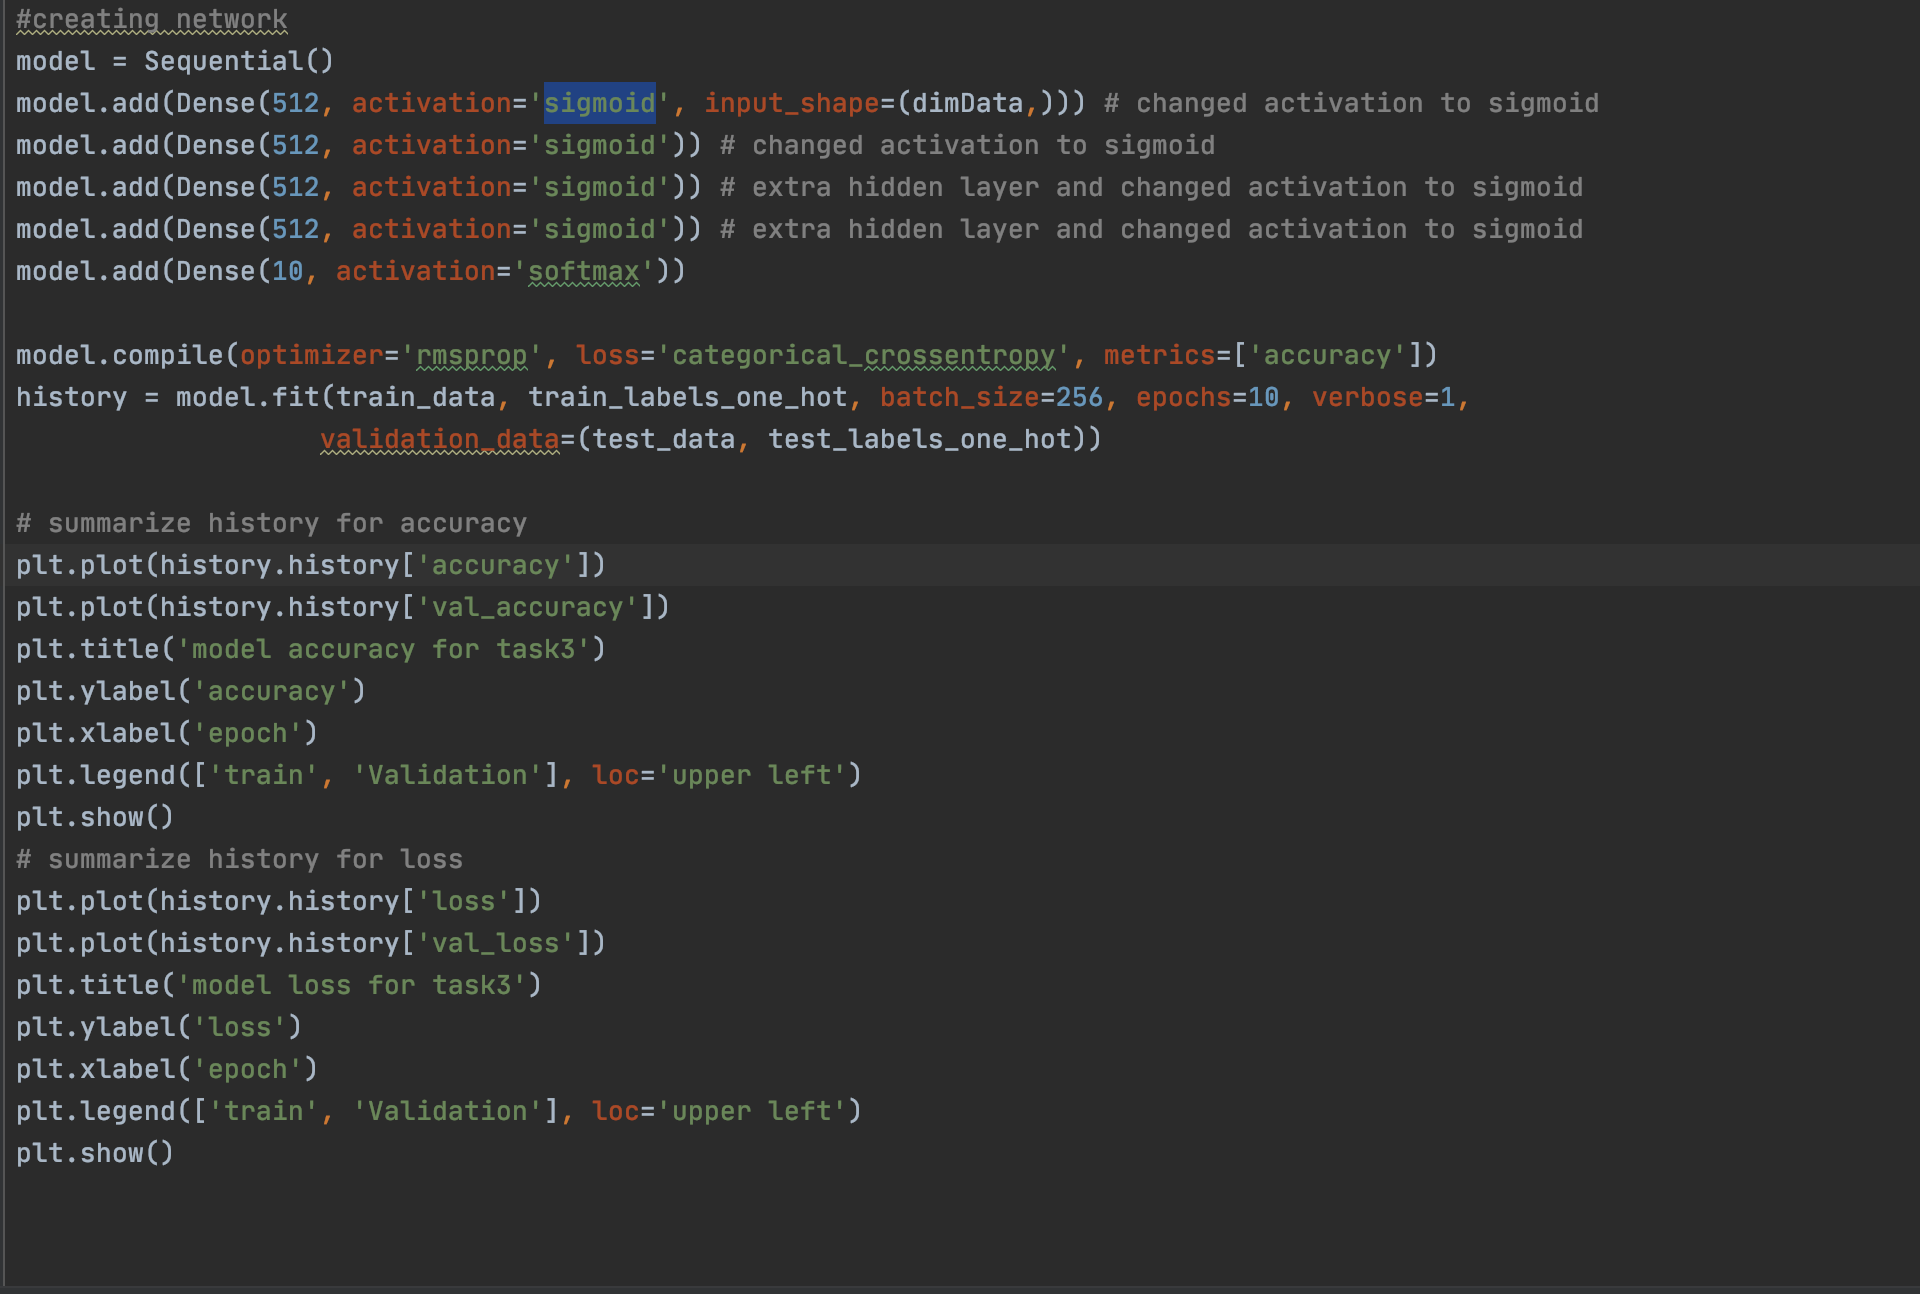 #creating network
model = Sequential()
model.add(Dense(512, activation='sigmoid', input_shape=(dimData,))) # changed activation to sigmoid
model.add(Dense(512, activation='sigmoid')) # changed activation to sigmoid
model.add(Dense(512, activation='sigmoid')) # extra hidden layer and changed activation to sigmoid
model.add(Dense(512, activation='sigmoid')) # extra hidden layer and changed activation to sigmoid
model.add(Dense(10, activation='softmax'))
model.compile(optimizer='rmsprop', loss='categorical_crossentropy', metrics=['accuracy'])
history = model.fit(train_data, train_labels_one_hot, batch_size=256, epochs=10, verbose=1,
validation_data=(test_data, test_labels_one_hot))
# summarize history for accuracy
plt.plot(history.history['accuracy'])
plt.plot(history.history['val_accuracy'])
plt.title('model accuracy for task3')
plt.ylabel('accuracy')
plt.xlabel('epoch')
plt.legend(['train', 'Validation'], loc='upper left')
plt.show()
# summarize history for loss
plt.plot(history.history['loss'])
plt.plot(history.history['val_loss'])
plt.title('model loss for task3')
plt.ylabel('loss')
plt.xlabel('epoch')
plt.legend(['train', 'Validation'], loc='upper left')
plt.show()